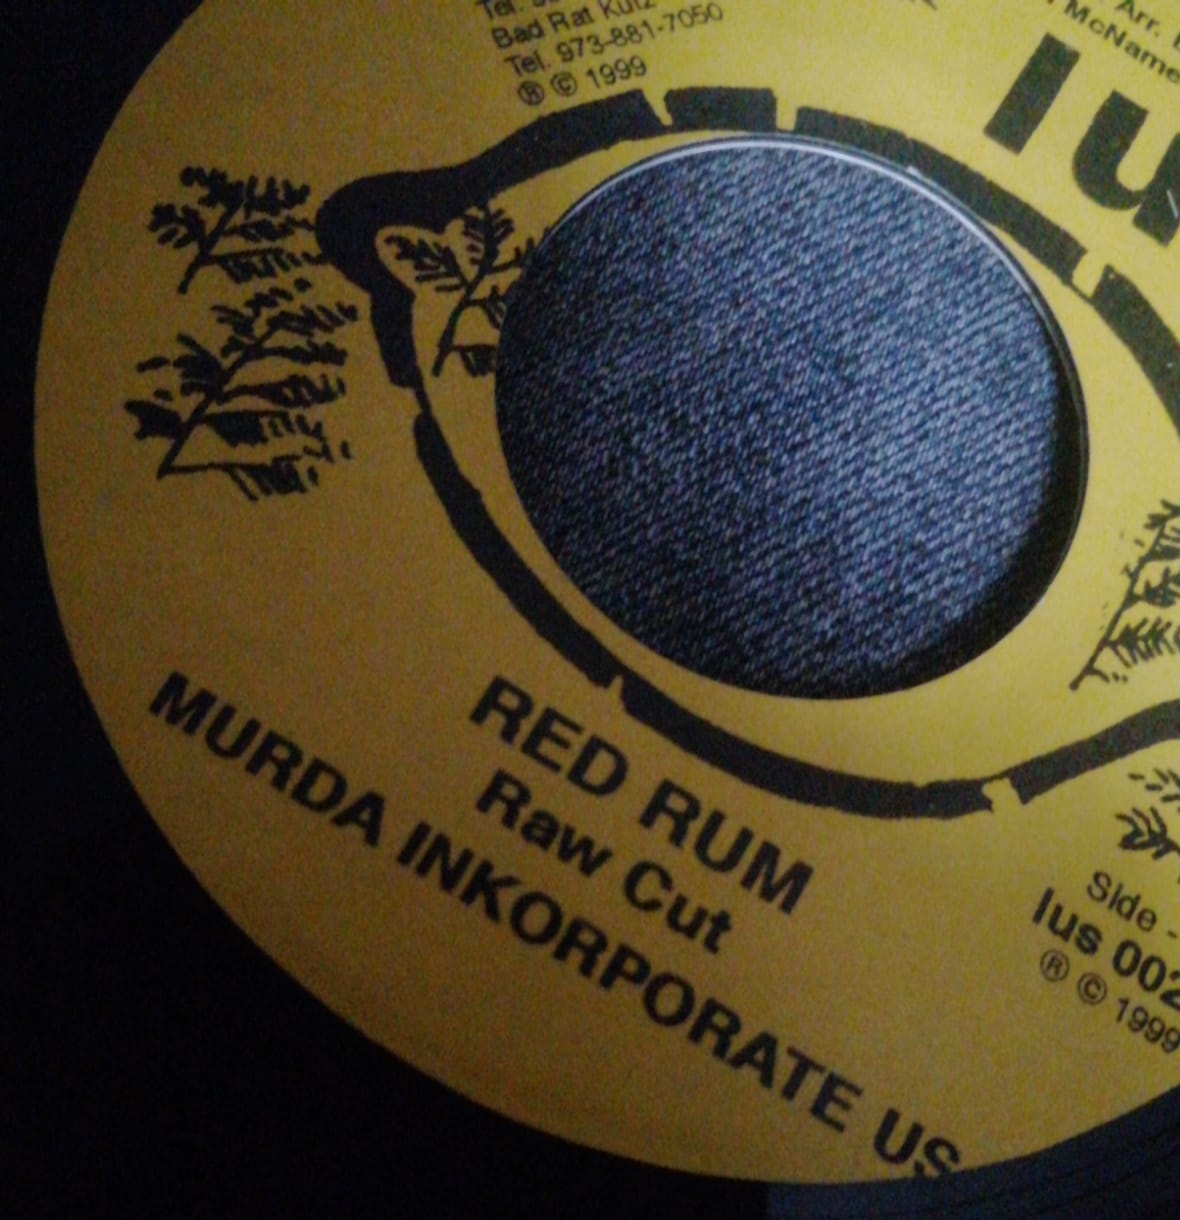 Bad Rat Kutz
Tel. 973-881-7050
℗ © 1999
Arr.
McName
Ius
RED RUM
Raw Cut
MURDA INKORPORATE US
Side -
Ius 002
℗ © 1999